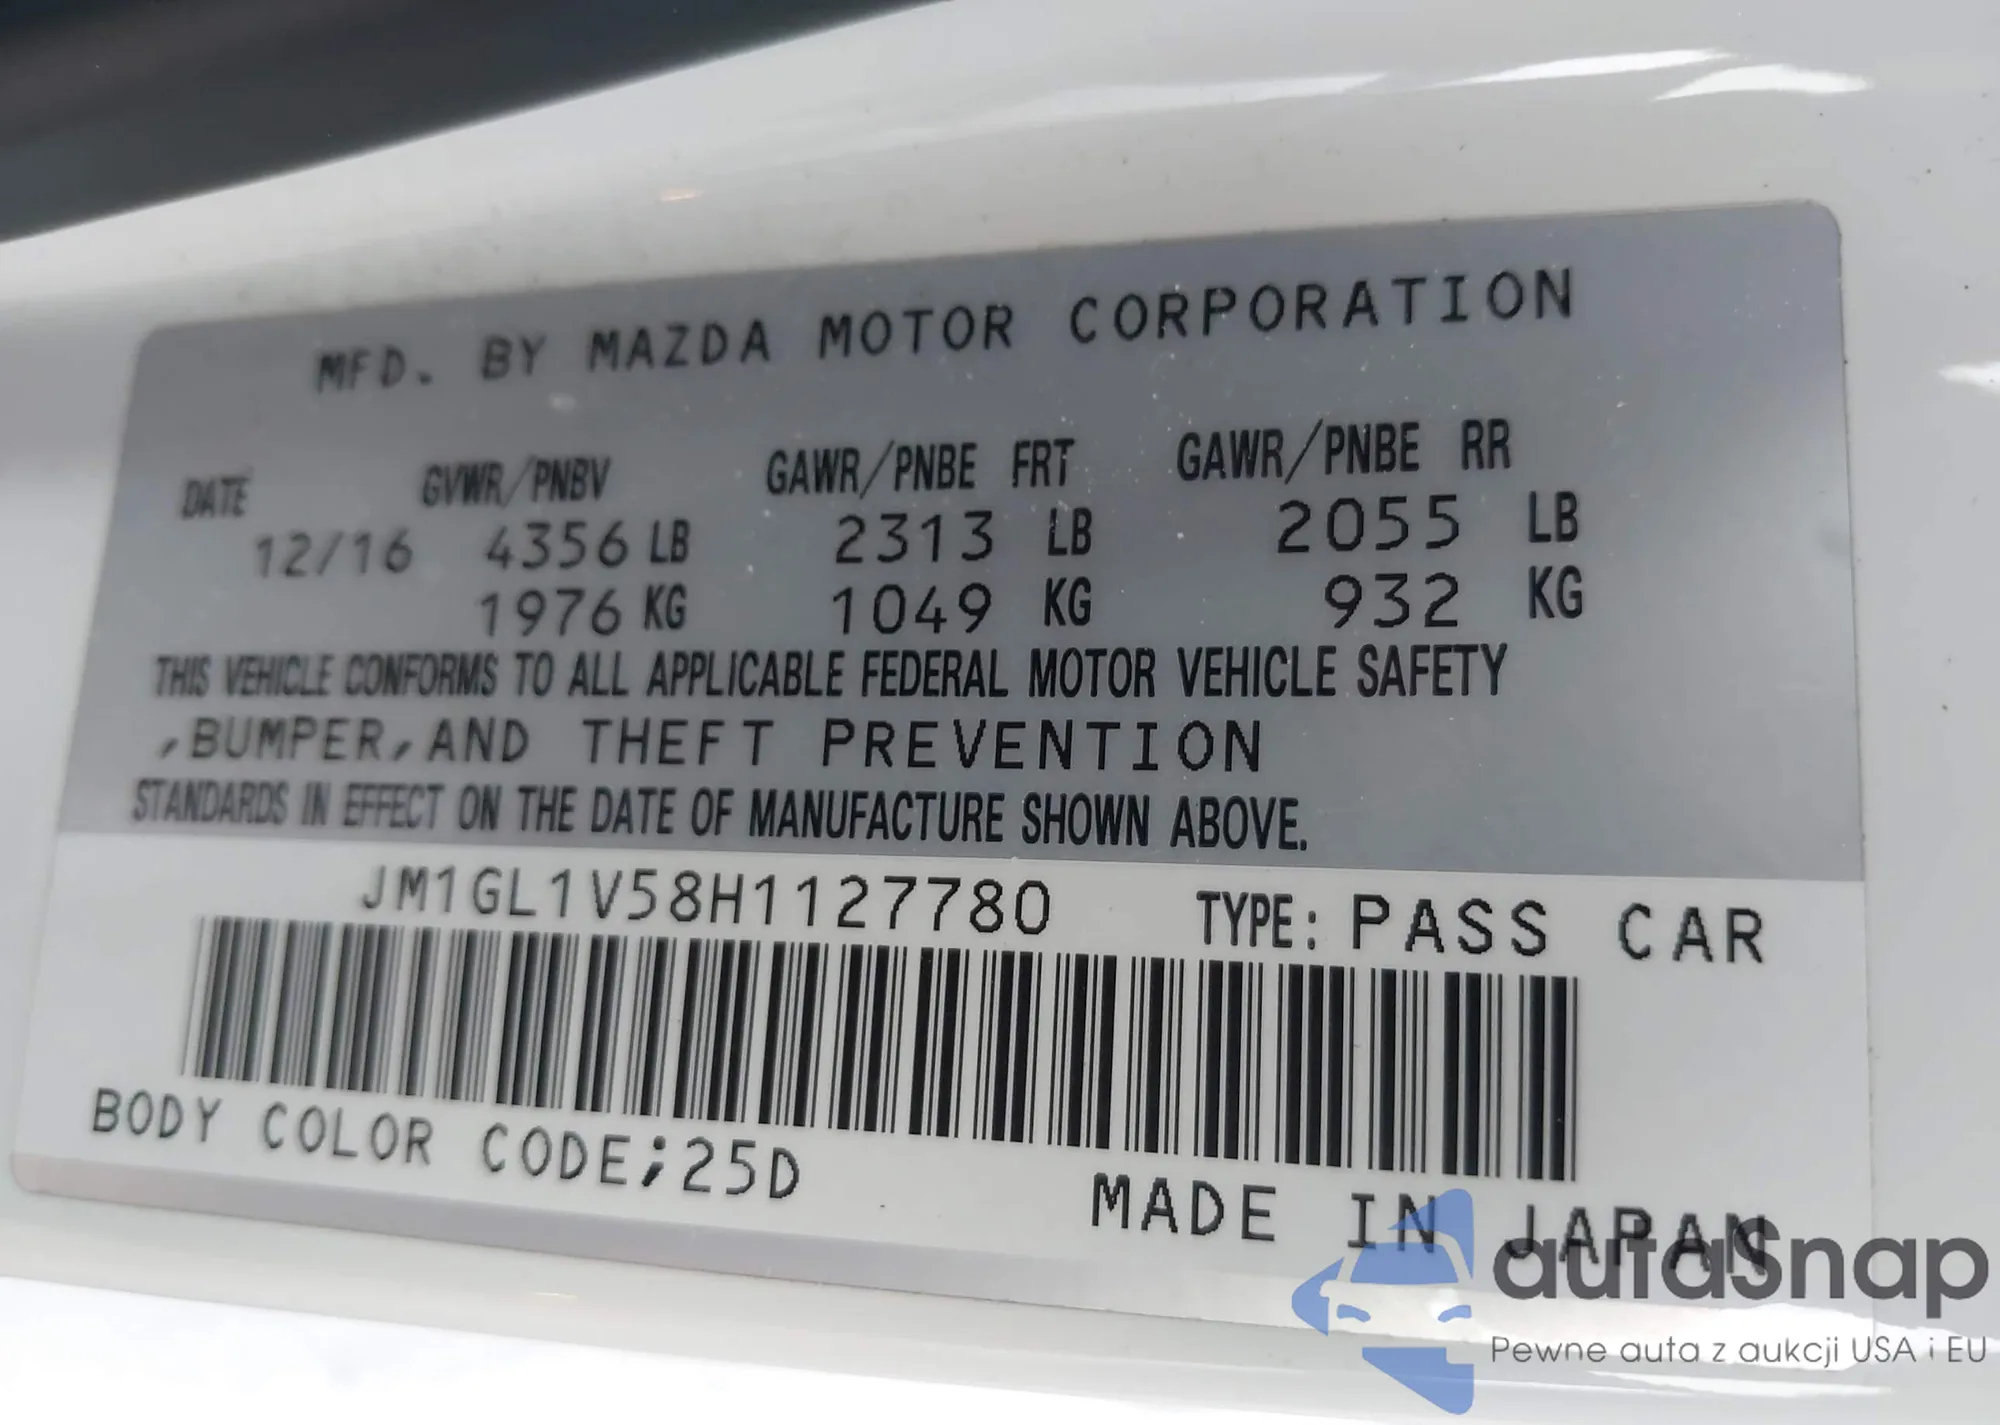 MFD. BY MAZDA MOTOR CORPORATION
DATE GVWR/PNBV GAWR/PNBE FRT GAWR/PNBE RR
12/16 4356 LB 2313 LB 2055 LB
1976 KG 1049 KG 932 KG
THIS VEHICLE CONFORMS TO ALL APPLICABLE FEDERAL MOTOR VEHICLE SAFETY
,BUMPER,AND THEFT PREVENTION
STANDARDS IN EFFECT ON THE DATE OF MANUFACTURE SHOWN ABOVE.
JM1GL1V58H1127780 TYPE: PASS CAR
BODY COLOR CODE;25D
MADE IN JAPAN
autaSnap
Pewne auta z aukcji USA i EU